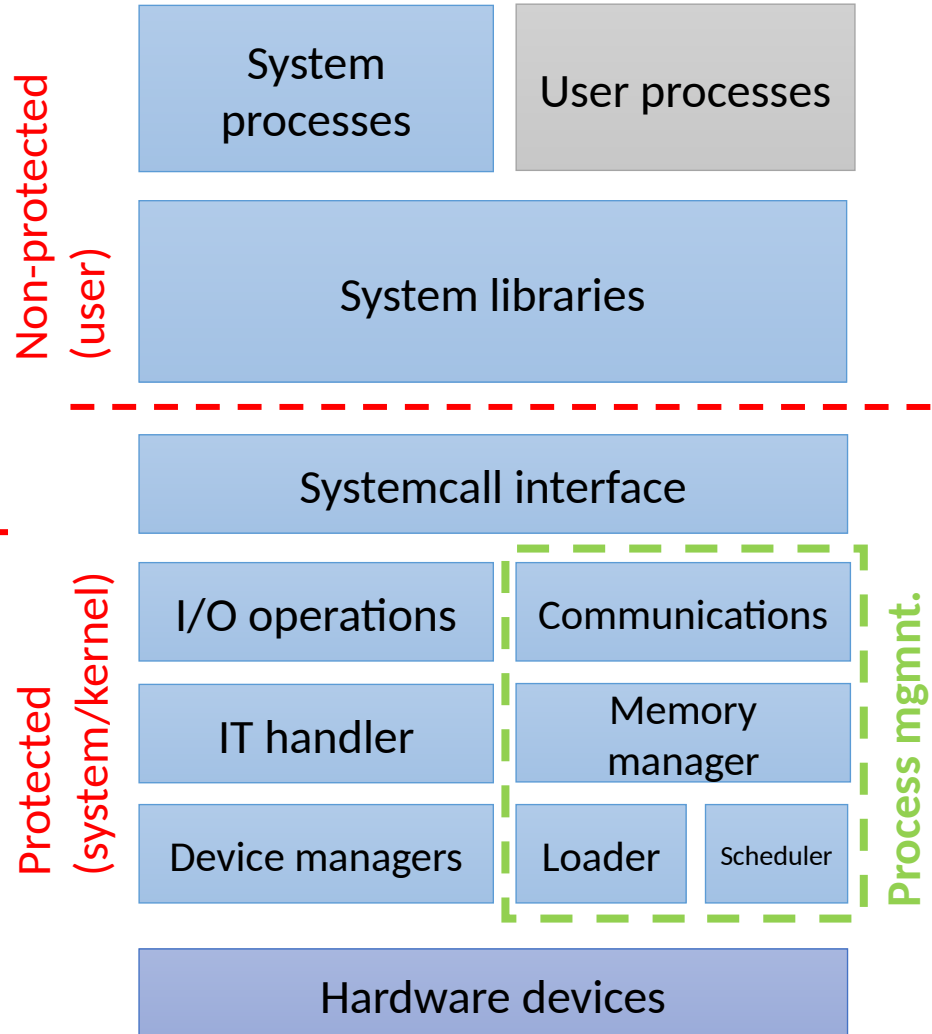 System
processes
User processes
Non-protected
(user)
System libraries
Systemcall interface
Protected
(system/kernel)
I/O operations
Communications
Process mgmnt.
IT handler
Memory
manager
Device managers
Loader
Scheduler
Hardware devices